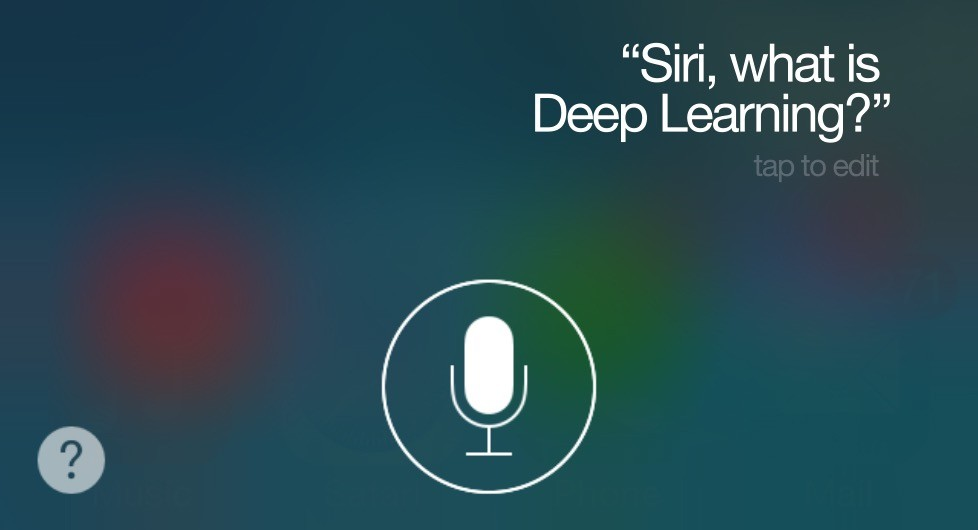 “Siri, what is
Deep Learning?”
tap to edit
?